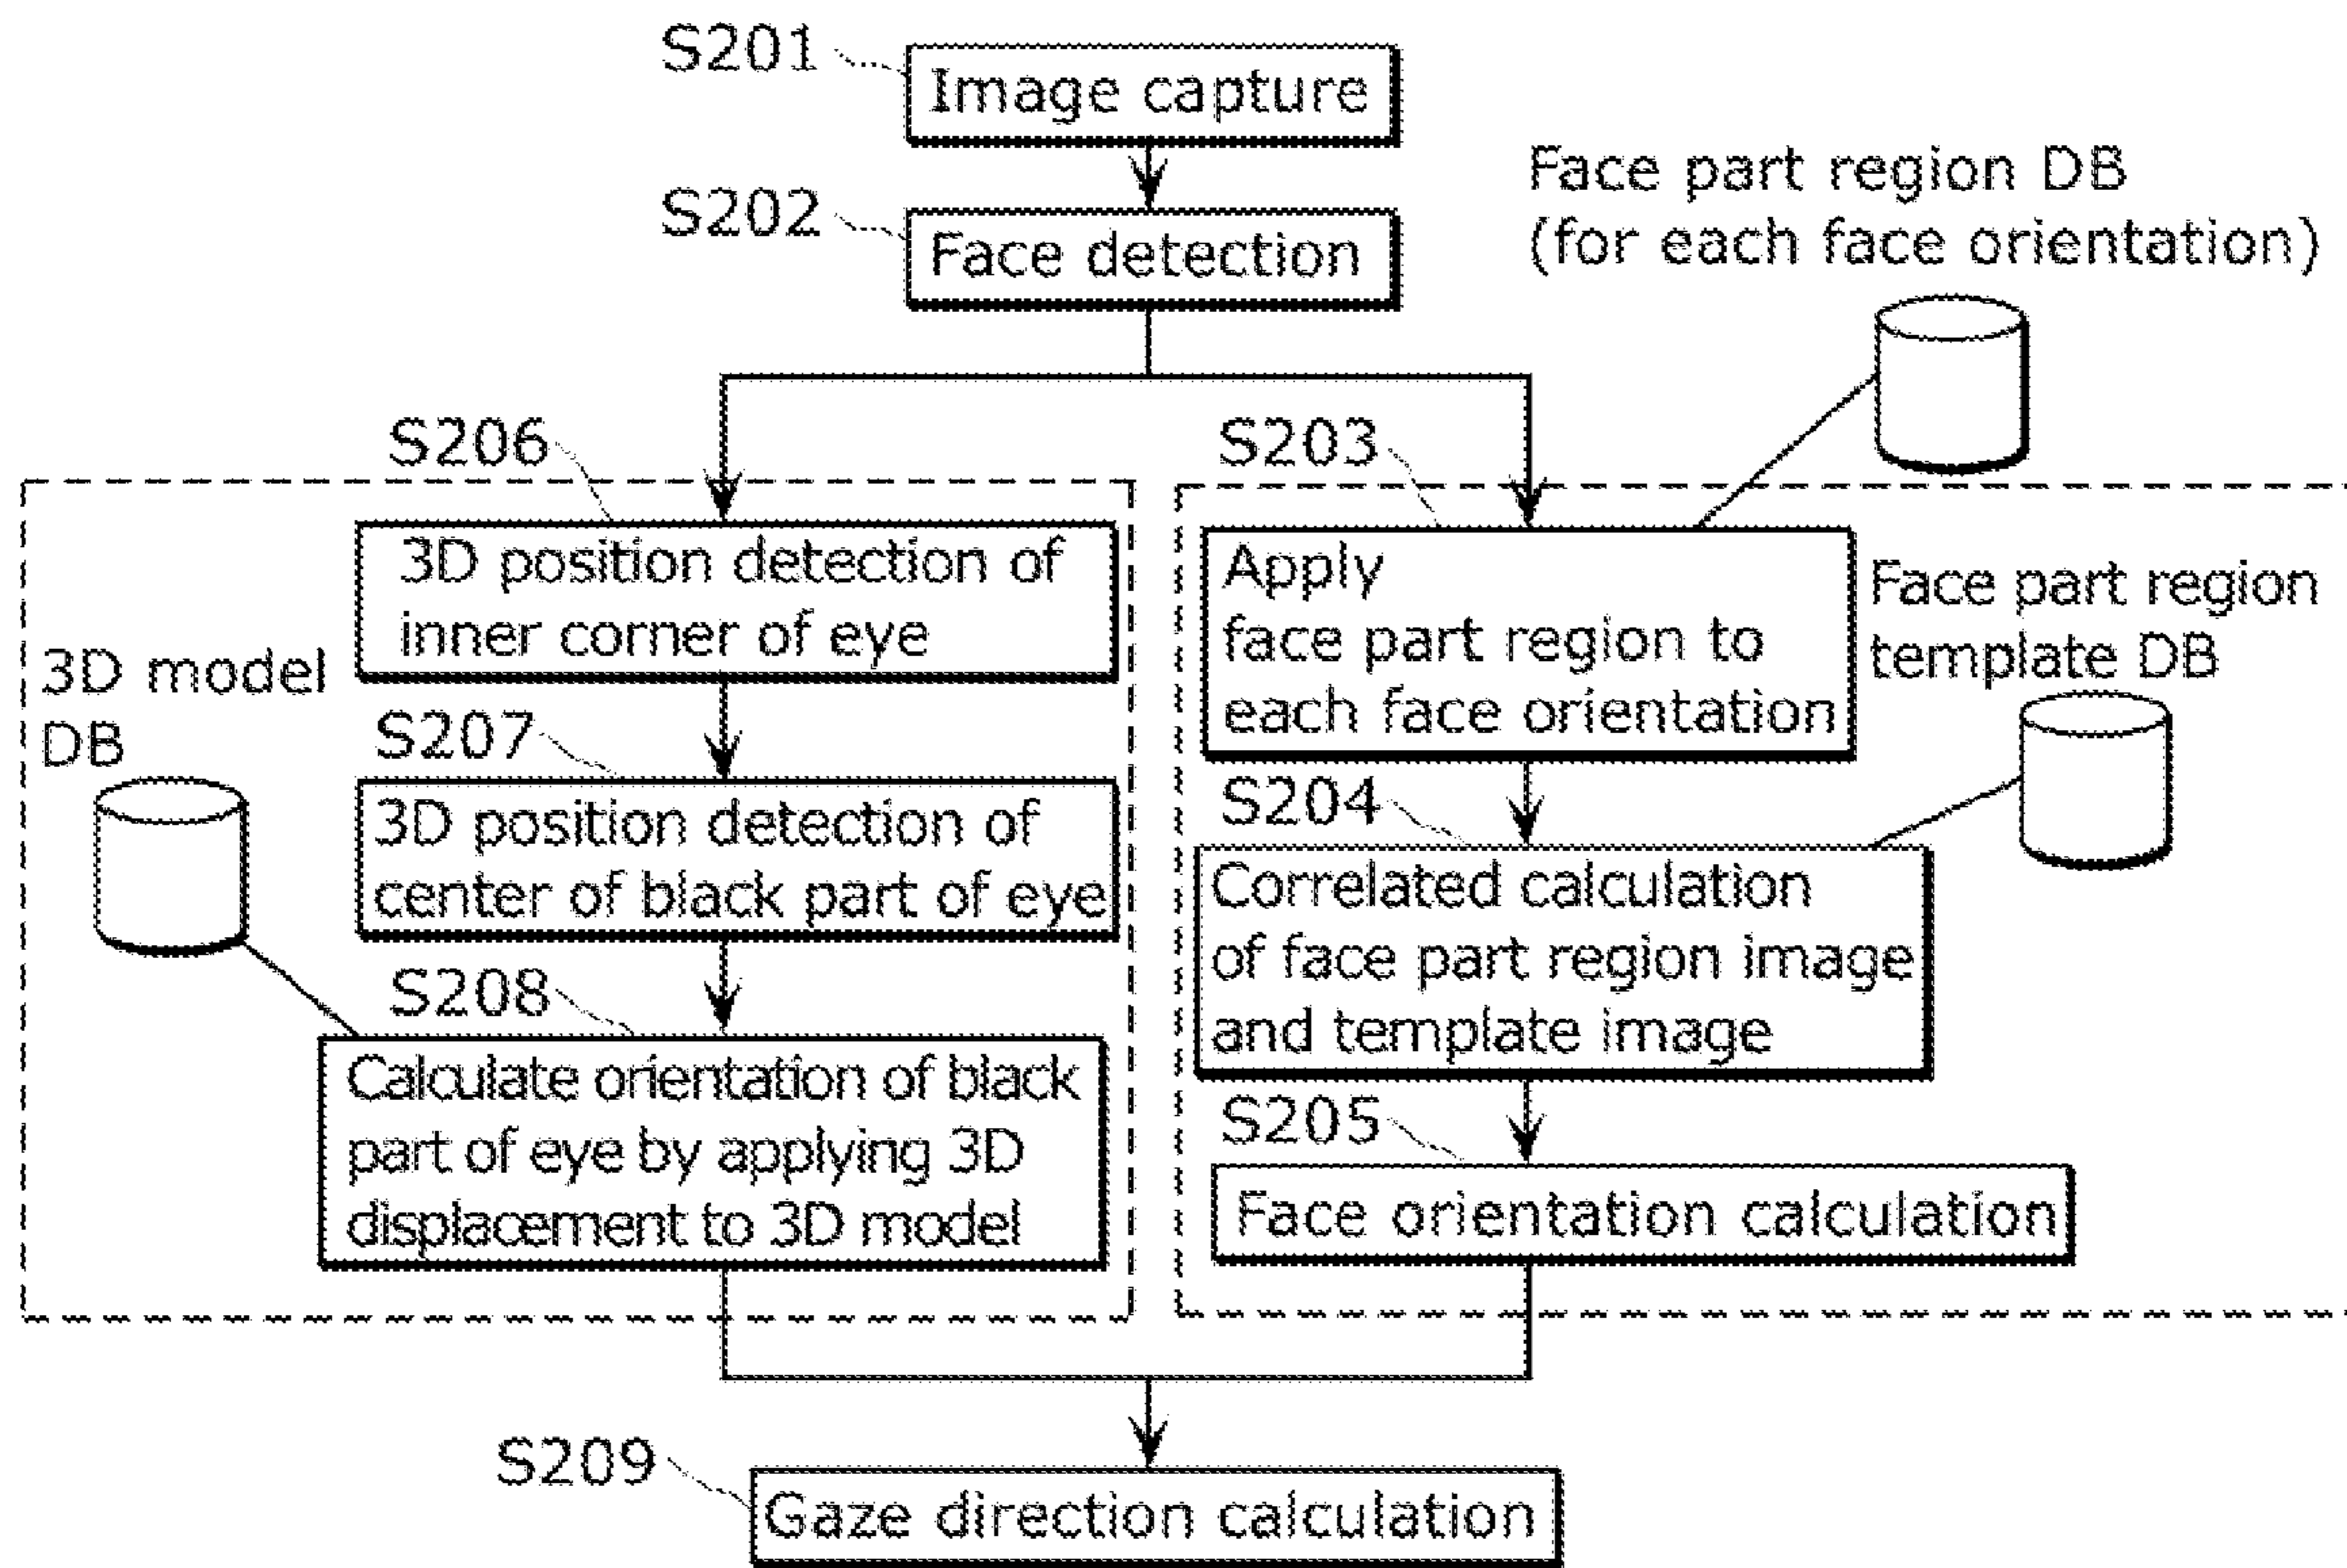 S201
Image capture
S202
Face detection
Face part region DB
(for each face orientation)
S206
3D position detection of
inner corner of eye
3D model
DB
S207
3D position detection of
center of black part of eye
S208
Calculate orientation of black
part of eye by applying 3D
displacement to 3D model
S203
Apply
face part region to
each face orientation
Face part region
template DB
S204
Correlated calculation
of face part region image
and template image
S205
Face orientation calculation
S209
Gaze direction calculation